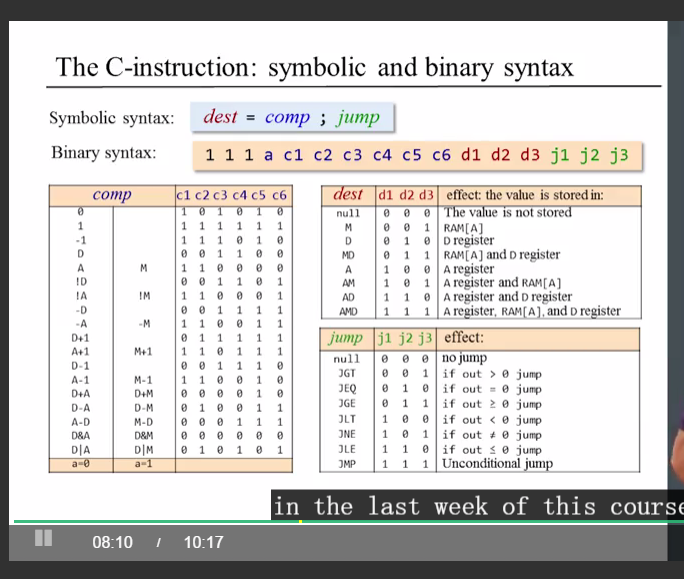 The C-instruction: symbolic and binary syntax
Symbolic syntax: dest = comp ; jump
Binary syntax: 1 1 1 a c1 c2 c3 c4 c5 c6 d1 d2 d3 j1 j2 j3
comp c1 c2 c3 c4 c5 c6
0 1 0 1 0 1 0
1 1 1 1 1 1 1
-1 1 1 1 0 1 0
D 0 0 1 1 0 0
A M 1 1 0 0 0 0
!D 0 0 1 1 0 1
!A !M 1 1 0 0 0 1
-D 0 0 1 1 1 1
-A -M 1 1 0 0 1 1
D+1 0 1 1 1 1 1
A+1 M+1 1 1 0 1 1 1
D-1 0 0 1 1 1 0
A-1 M-1 1 1 0 0 1 0
D+A D+M 0 0 0 0 1 0
D-A D-M 0 1 0 0 1 1
A-D M-D 0 0 0 1 1 1
D&A D&M 0 0 0 0 0 0
D|A D|M 0 1 0 1 0 1
a=0 a=1
dest d1 d2 d3 effect: the value is stored in:
null 0 0 0 The value is not stored
M 0 0 1 RAM[A]
D 0 1 0 D register
MD 0 1 1 RAM[A] and D register
A 1 0 0 A register
AM 1 0 1 A register and RAM[A]
AD 1 1 0 A register and D register
AMD 1 1 1 A register, RAM[A], and D register
jump j1 j2 j3 effect:
null 0 0 0 no jump
JGT 0 0 1 if out > 0 jump
JEQ 0 1 0 if out = 0 jump
JGE 0 1 1 if out ≥ 0 jump
JLT 1 0 0 if out < 0 jump
JNE 1 0 1 if out ≠ 0 jump
JLE 1 1 0 if out ≤ 0 jump
JMP 1 1 1 Unconditional jump
in the last week of this course
08:10 / 10:17